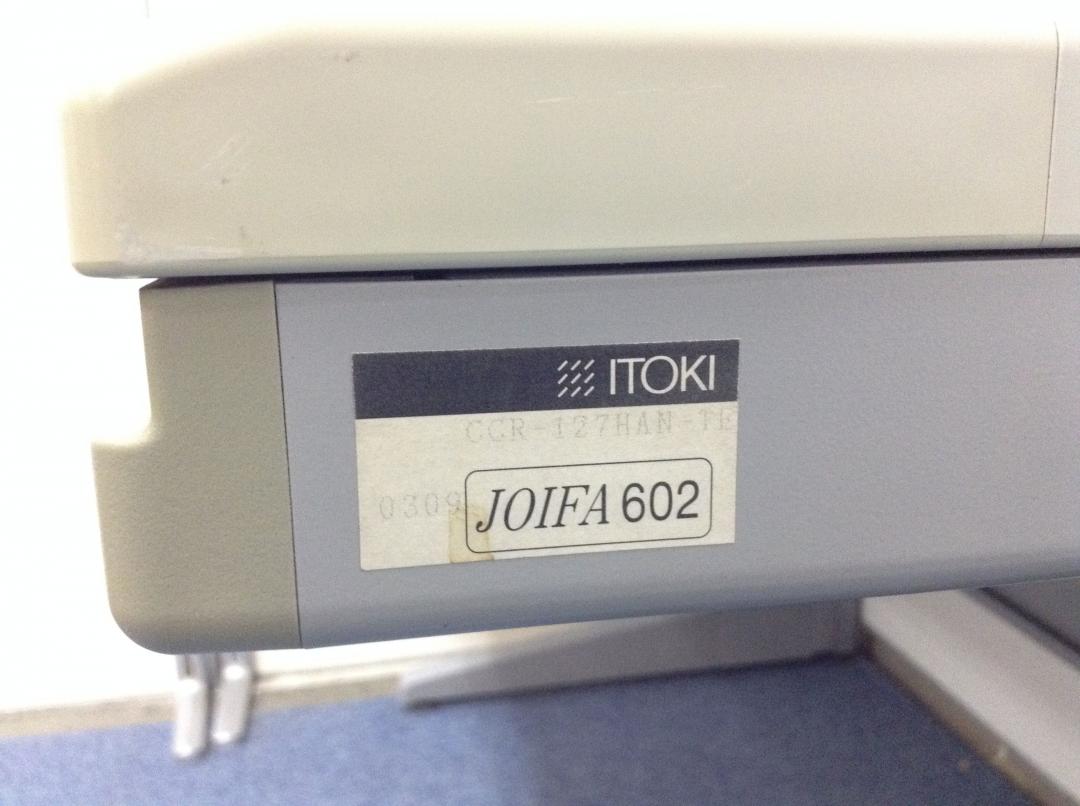 ITOKI
CCR-127HAN-TE
0309
JOIFA 602